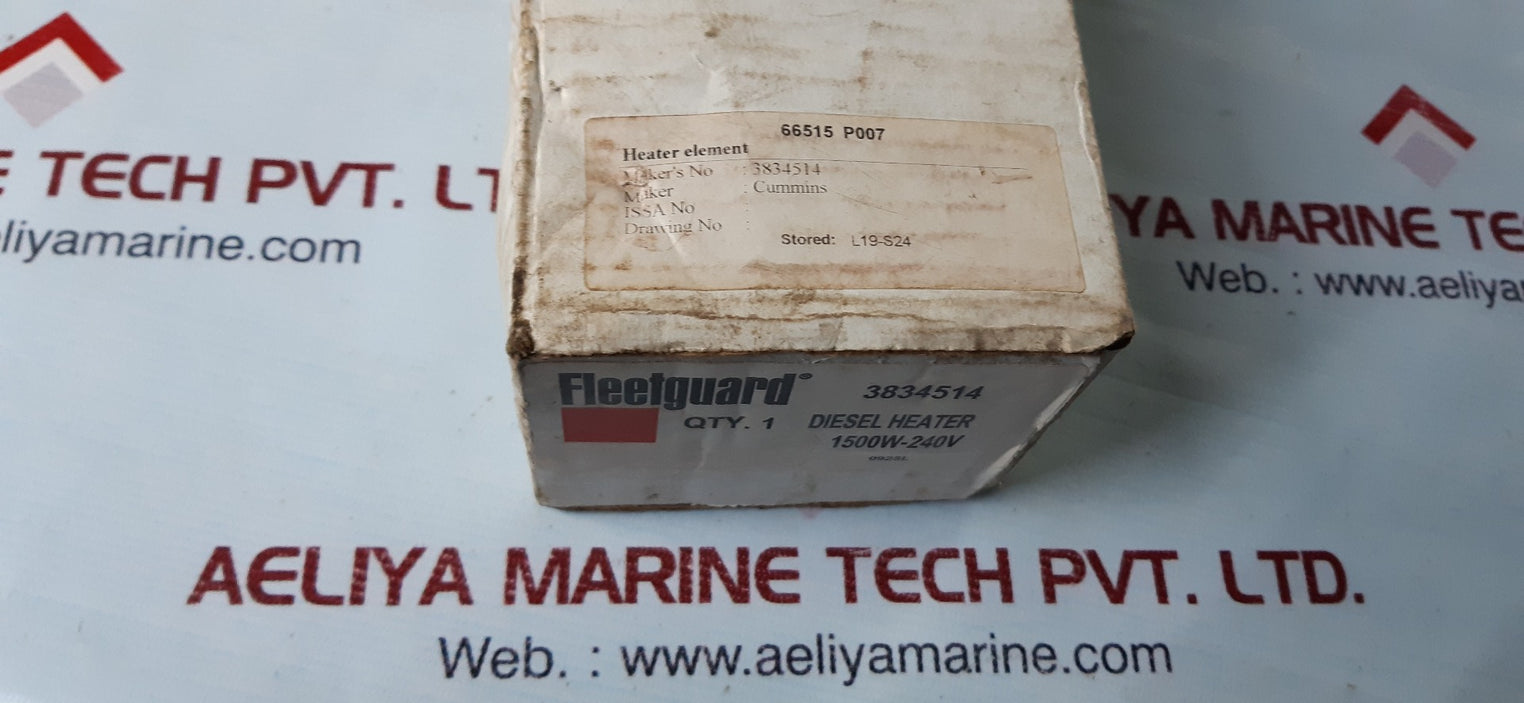 E TECH PVT. LT
eliyamarine.com
66515 P007
Heater element
Maker's No : 3834514
Maker : Cummins
ISSA No :
Drawing No :
Stored: L19-S24
YA MARINE TE
Web. : www.aeliya
Fleetguard®
3834514
QTY. 1 DIESEL HEATER
1500W-240V
AELIYA MARINE TECH PVT. LTD.
Web. : www.aeliyamarine.com